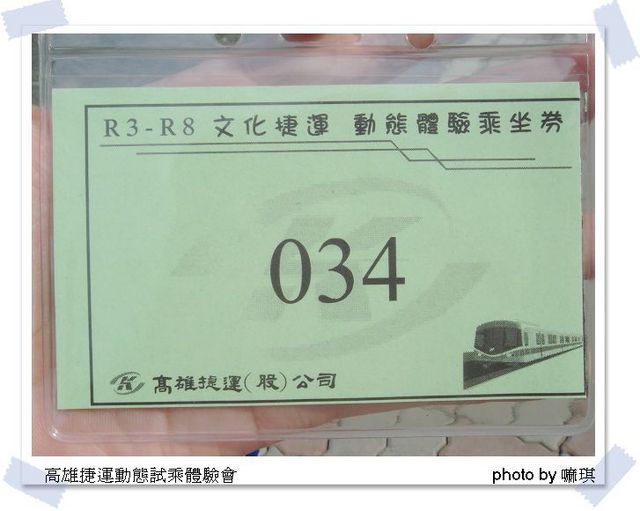 R3-R8 文化捷運 動態體驗乘坐券
034
高雄捷運(股)公司
高雄捷運動態試乘體驗會
photo by 嘯琪